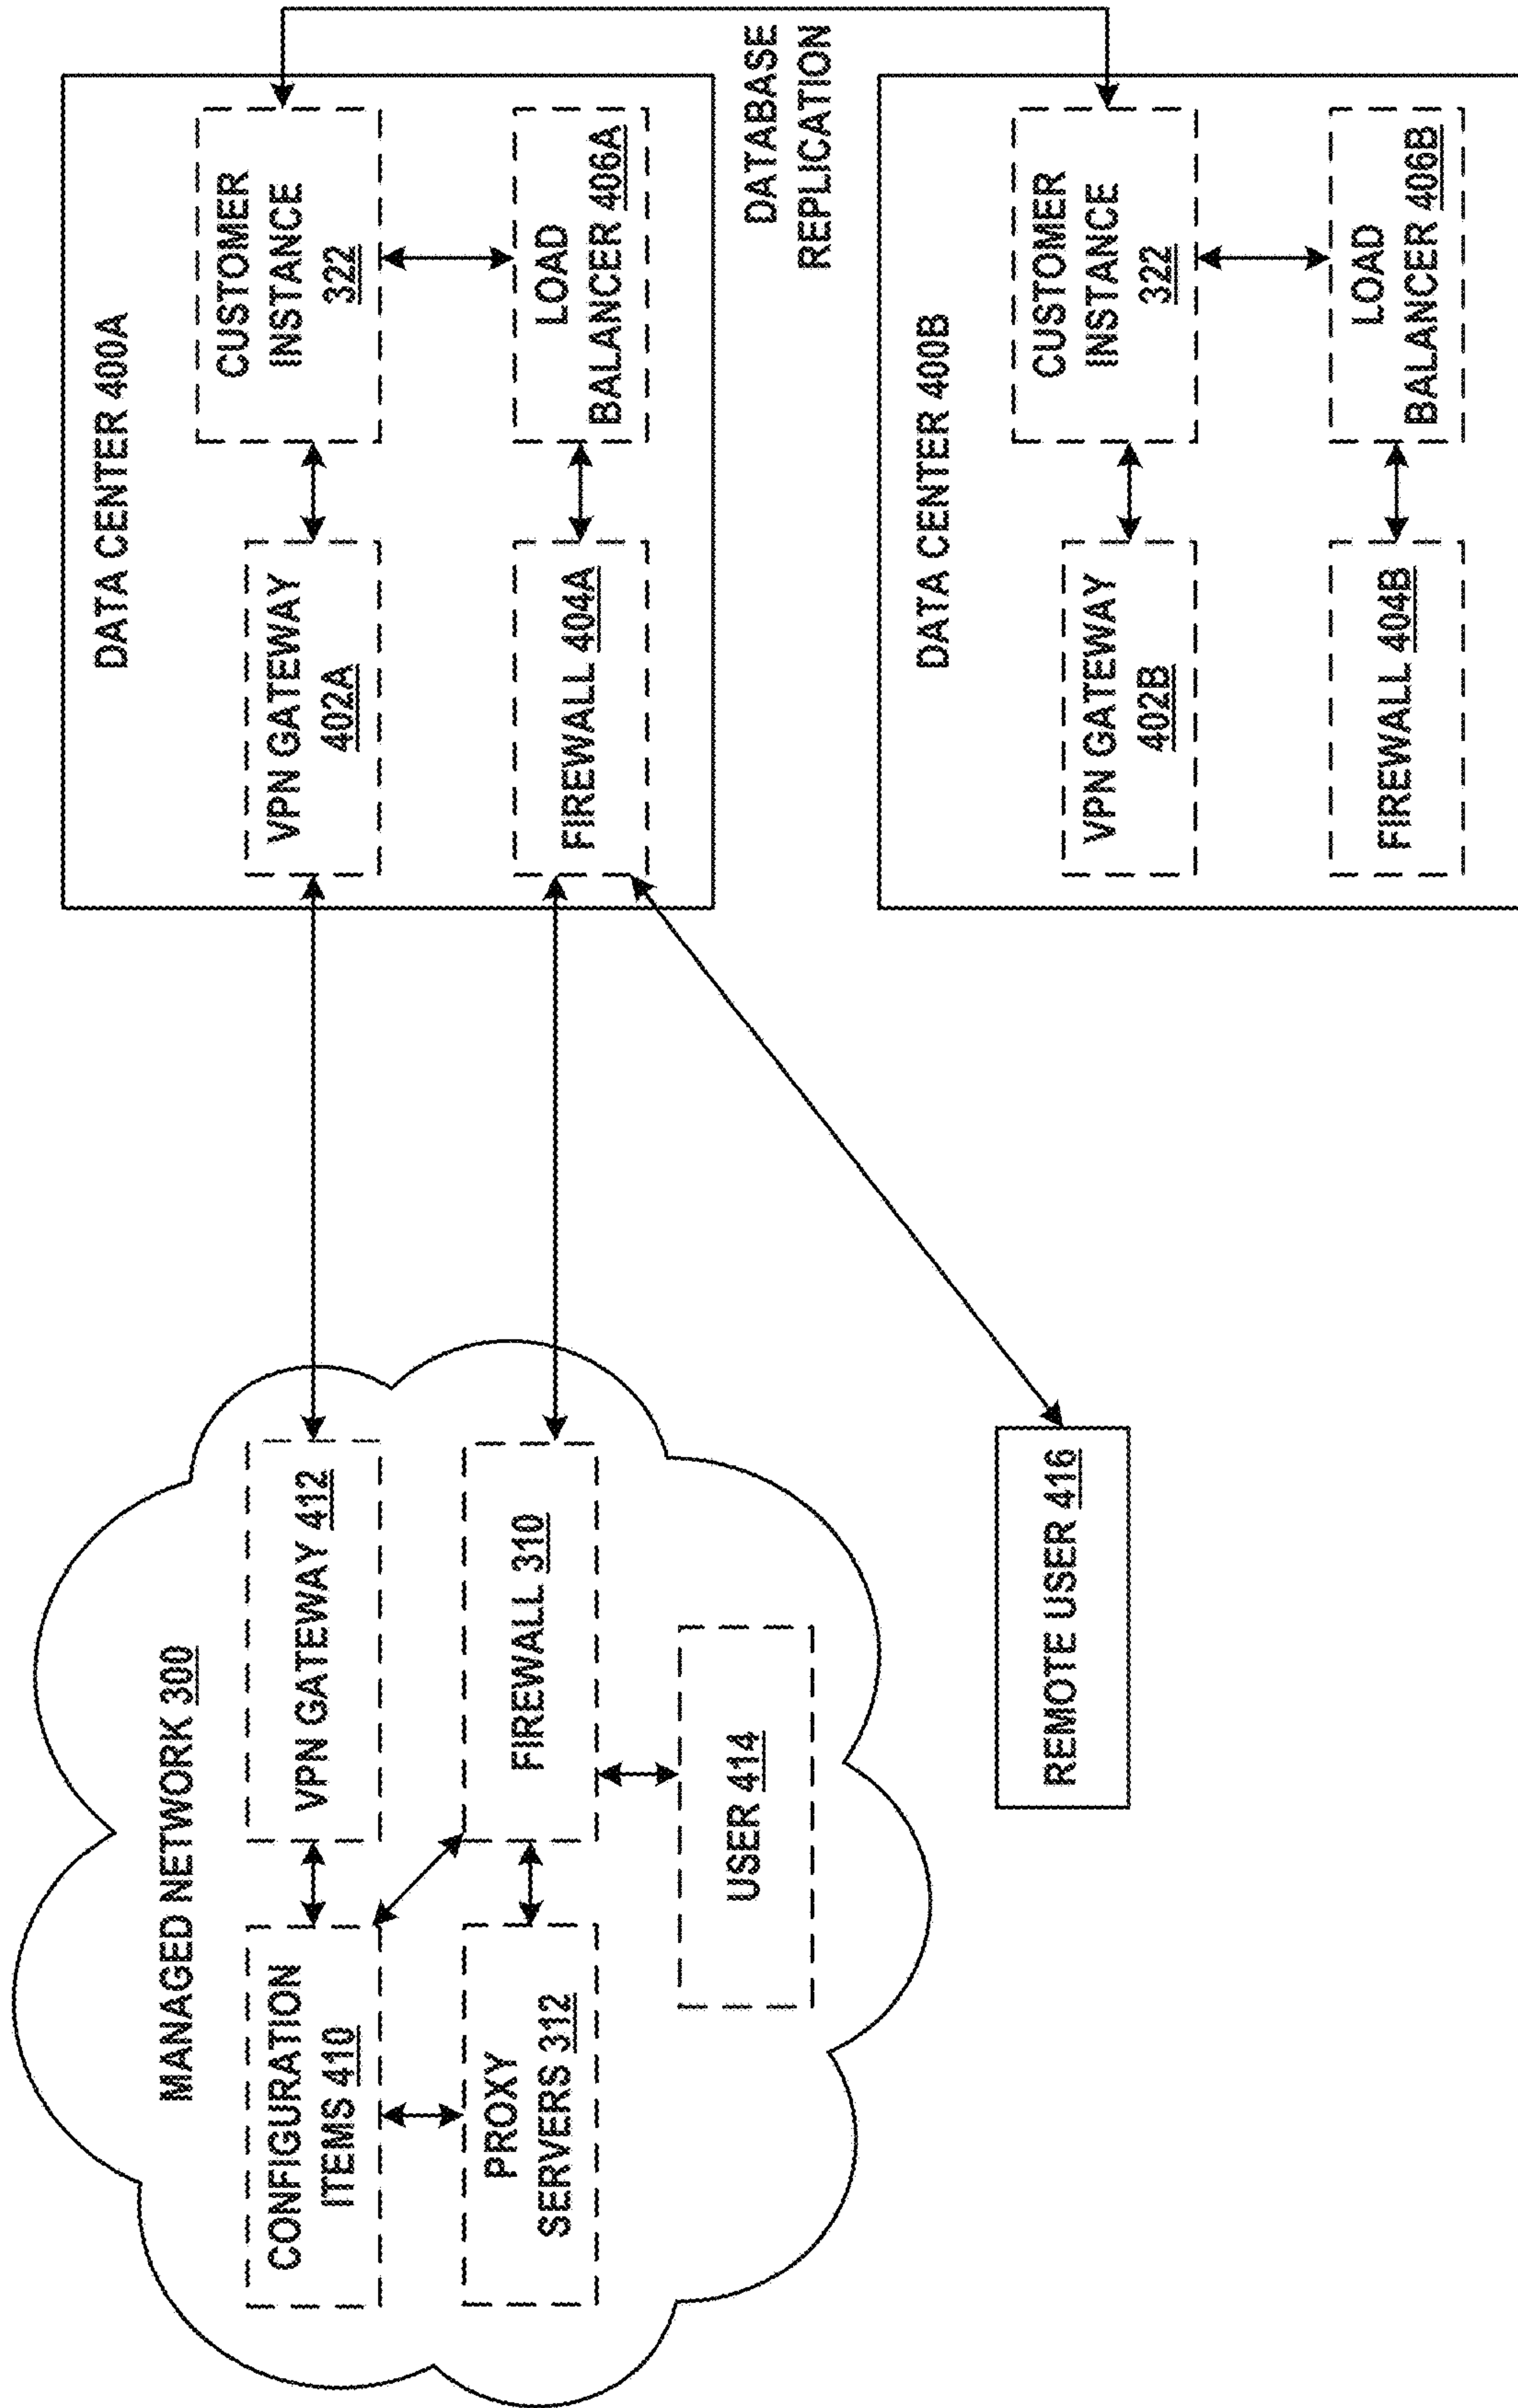 MANAGED NETWORK 300
CONFIGURATION
ITEMS 410
VPN GATEWAY 412
PROXY
SERVERS 312
FIREWALL 310
USER 414
REMOTE USER 416
DATA CENTER 400A
VPN GATEWAY
402A
CUSTOMER
INSTANCE
322
FIREWALL 404A
LOAD
BALANCER 406A
DATABASE
REPLICATION
DATA CENTER 400B
VPN GATEWAY
402B
CUSTOMER
INSTANCE
322
FIREWALL 404B
LOAD
BALANCER 406B